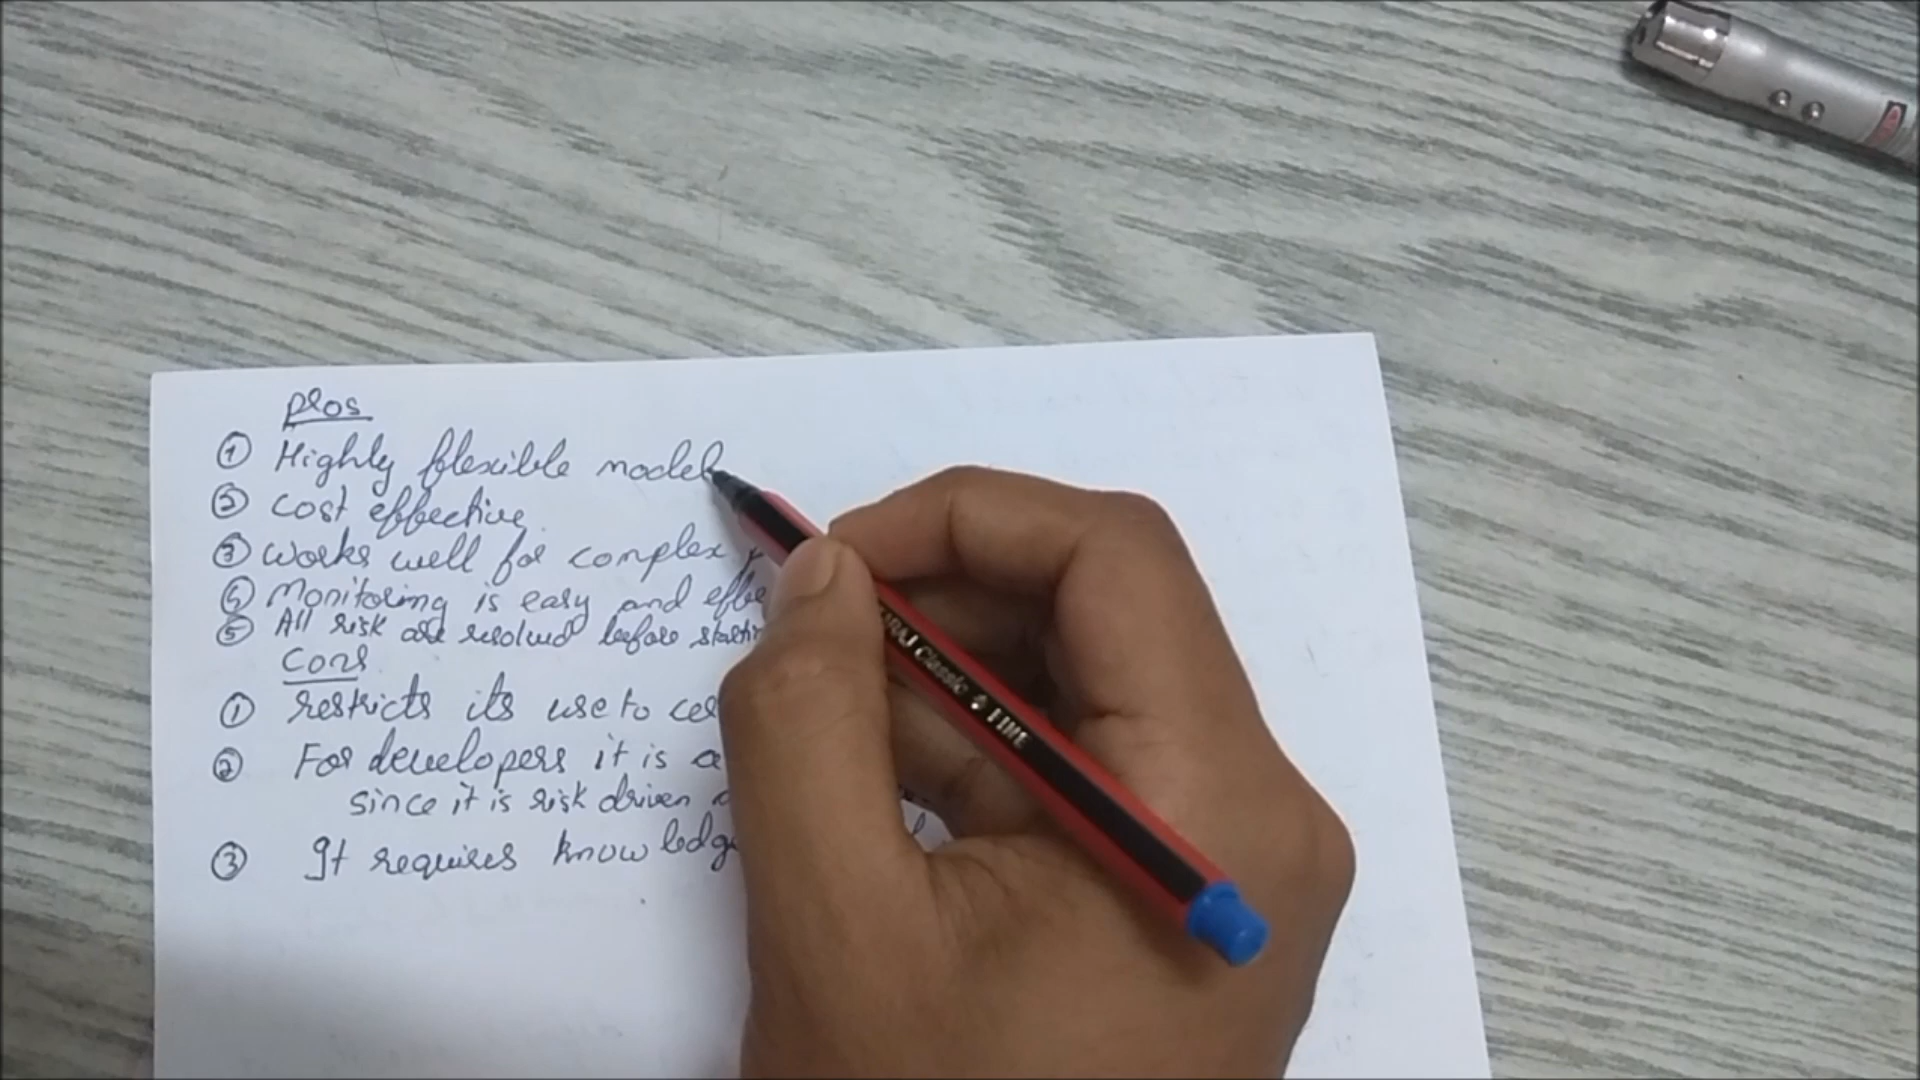 Pros
① Highly flexible model
② Cost effective
③ works well for complex
④ Monitoring is easy and
⑤ All risk are resolved before
Cons
① restricts its use to
② For developers it is a
since it is risk driven
③ It requires knowledge
Classic FINE